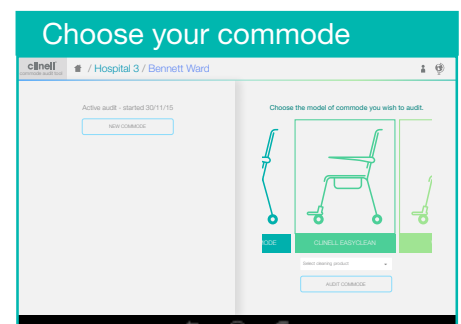 Choose your commode
clinell
commode audit tool
/ Hospital 3 / Bennett Ward
Active audit - started 30/11/15
NEW COMMODE
Choose the model of commode you wish to audit.
MODE
CLINELL EASYCLEAN
Select cleaning product
AUDIT COMMODE